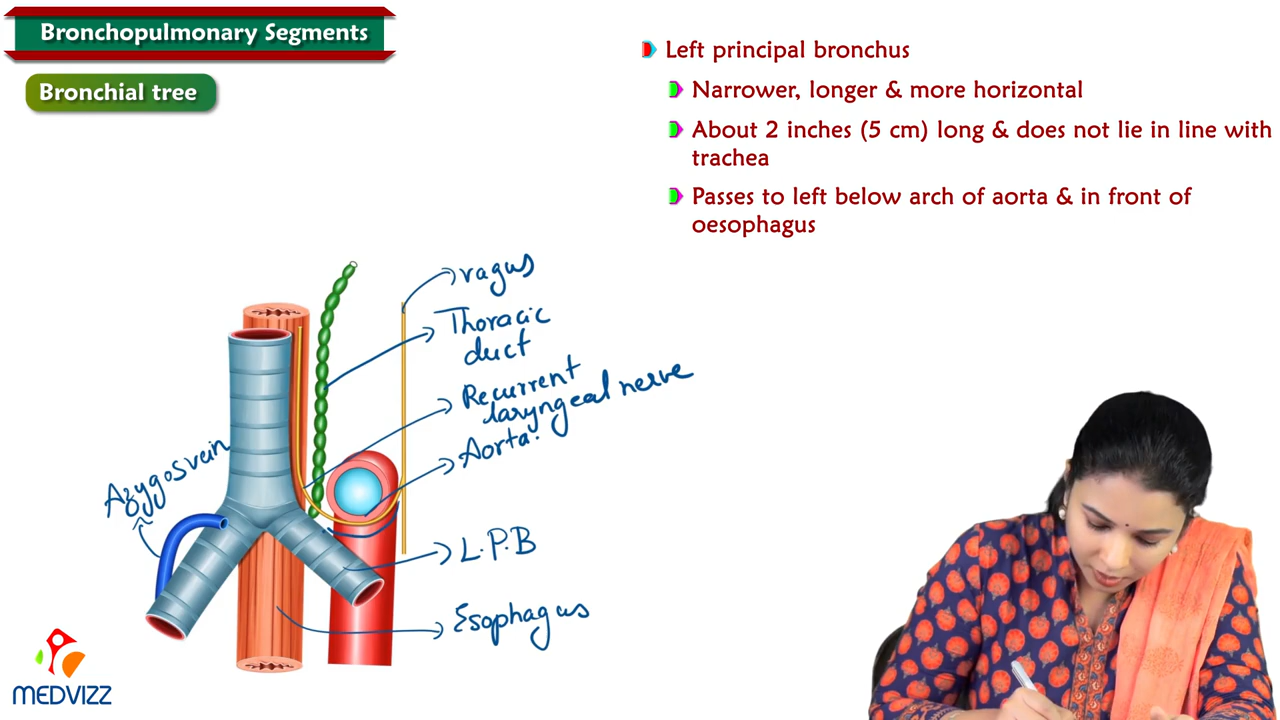 Bronchopulmonary Segments
Bronchial tree
Left principal bronchus
Narrower, longer & more horizontal
About 2 inches (5 cm) long & does not lie in line with
trachea
Passes to left below arch of aorta & in front of
oesophagus
vagus
Thoracic
duct
Recurrent
laryngeal nerve
Aorta.
Azygos vein
L.P.B
Esophagus
MEDVIZZ